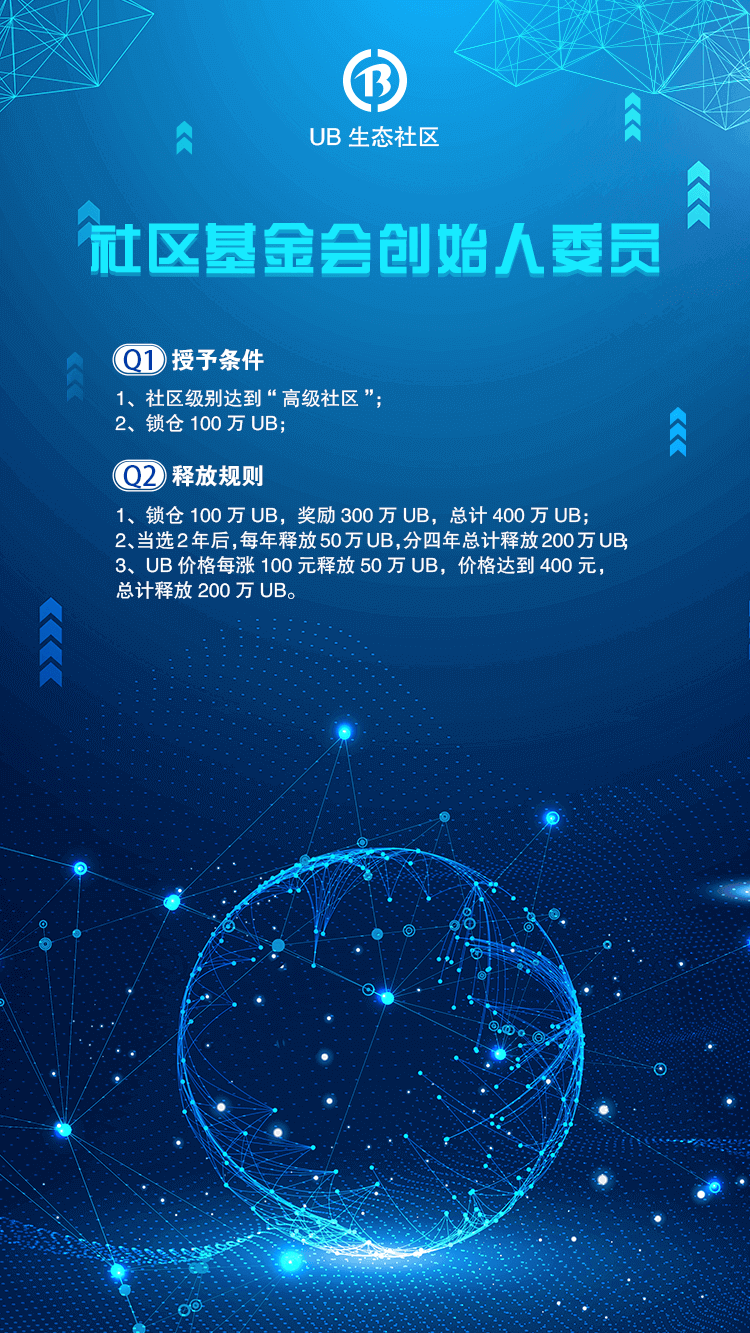 UB 生态社区
社区基金会创始人委员
Q1 授予条件
1、社区级别达到“高级社区”；
2、锁仓 100 万 UB；
Q2 释放规则
1、锁仓 100 万 UB，奖励 300 万 UB，总计 400 万 UB；
2、当选 2 年后，每年释放 50 万 UB，分四年总计释放 200 万 UB；
3、UB 价格每涨 100 元释放 50 万 UB，价格达到 400 元，
总计释放 200 万 UB。